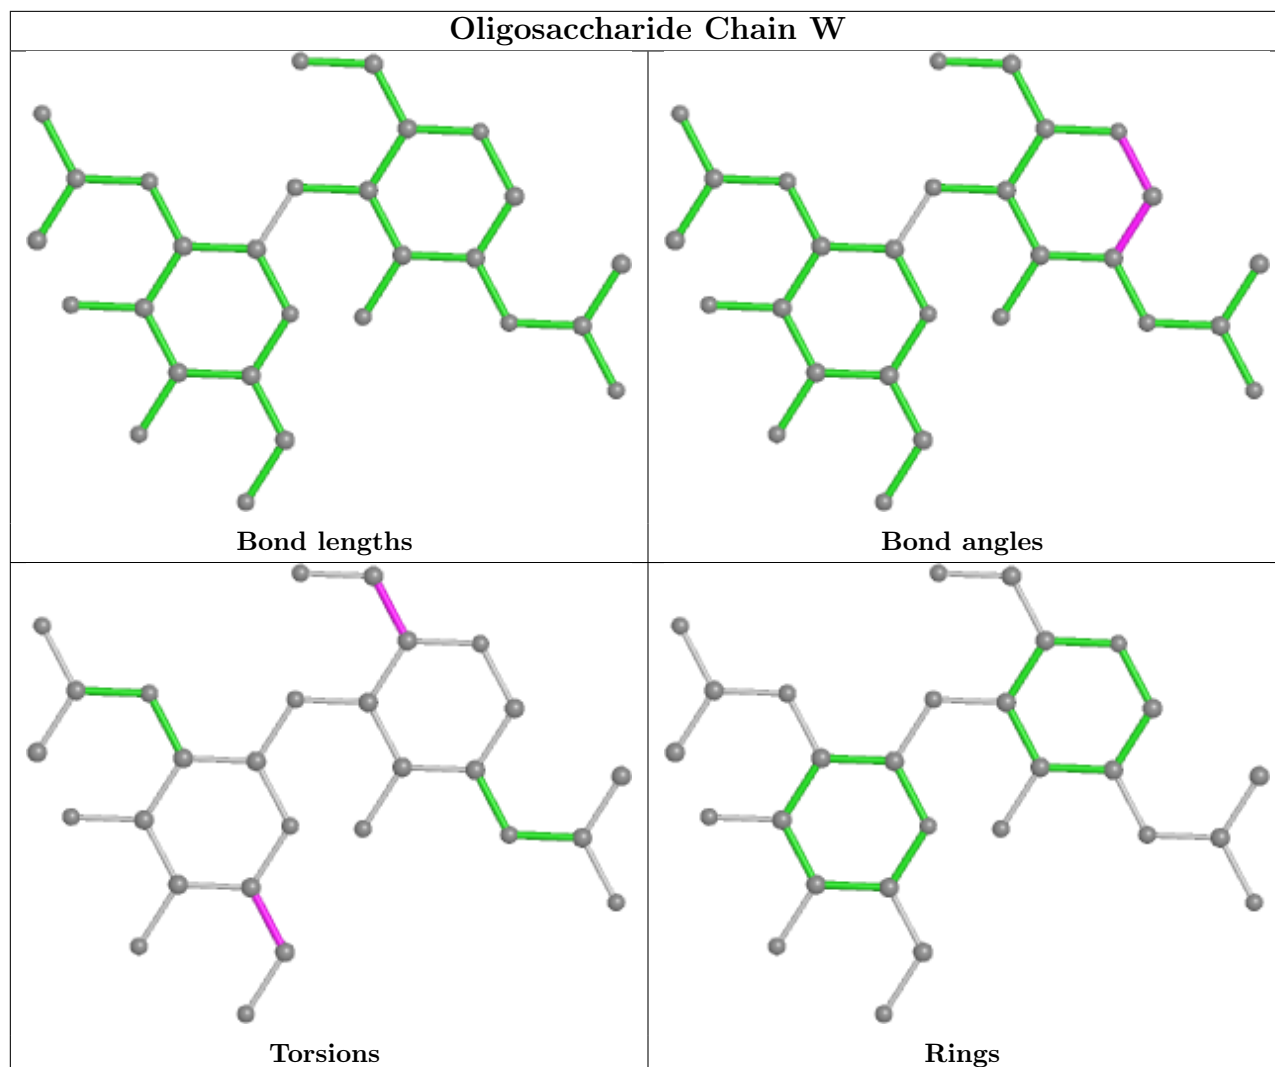 Oligosaccharide Chain W
Bond lengths
Bond angles
Torsions
Rings